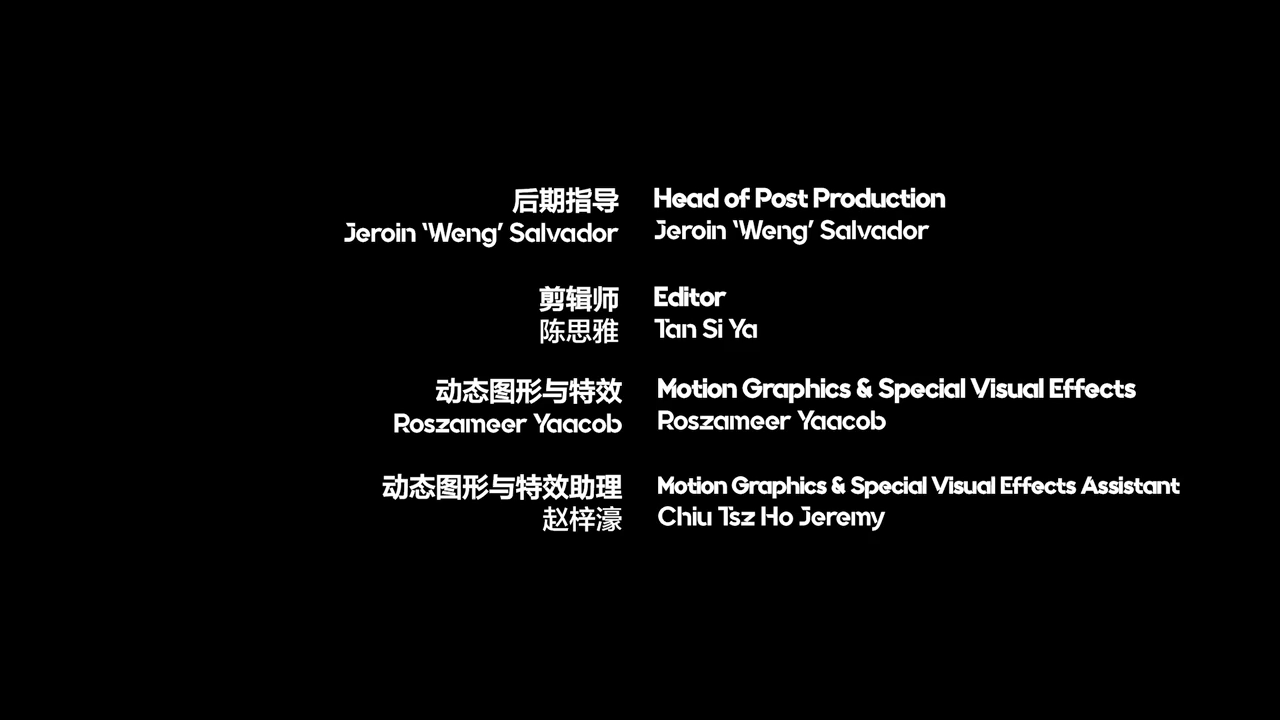 后期指导 Head of Post Production
Jeroin ‘Weng’ Salvador Jeroin ‘Weng’ Salvador
剪辑师 Editor
陈思雅 Tan Si Ya
动态图形与特效 Motion Graphics & Special Visual Effects
Roszameer Yaacob Roszameer Yaacob
动态图形与特效助理 Motion Graphics & Special Visual Effects Assistant
赵梓濠 Chiu Tsz Ho Jeremy